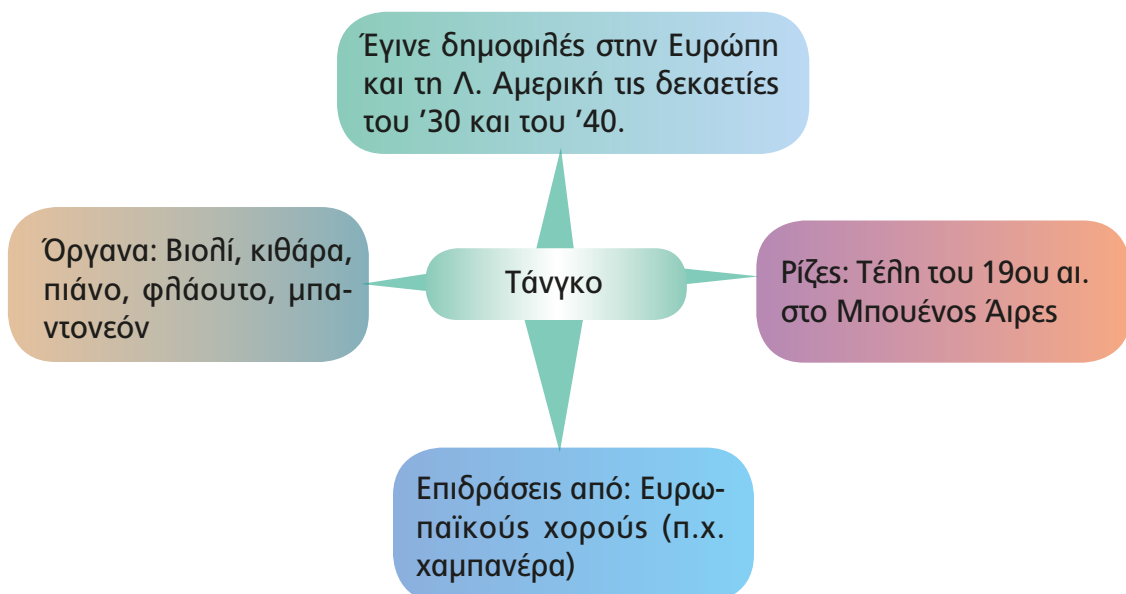 Έγινε δημοφιλές στην Ευρώπη
και τη Λ. Αμερική τις δεκαετίες
του ’30 και του ’40.
Όργανα: Βιολί, κιθάρα,
πιάνο, φλάουτο, μπα-
ντονεόν
Τάνγκο
Ρίζες: Τέλη του 19ου αι.
στο Μπουένος Άιρες
Επιδράσεις από: Ευρω-
παϊκούς χορούς (π.χ.
χαμπανέρα)